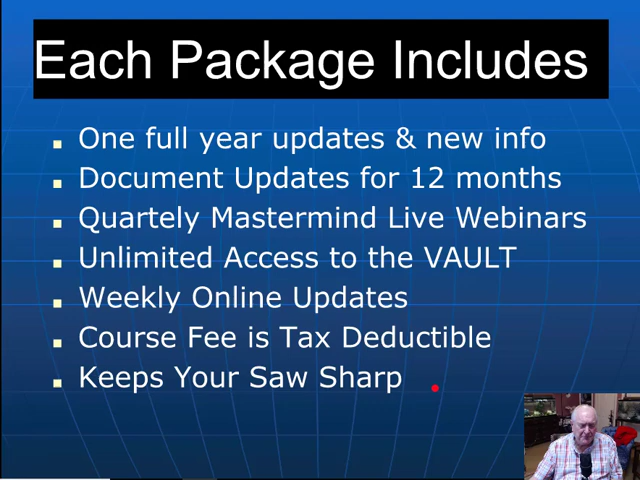 Each Package Includes
One full year updates & new info
Document Updates for 12 months
Quartely Mastermind Live Webinars
Unlimited Access to the VAULT
Weekly Online Updates
Course Fee is Tax Deductible
Keeps Your Saw Sharp